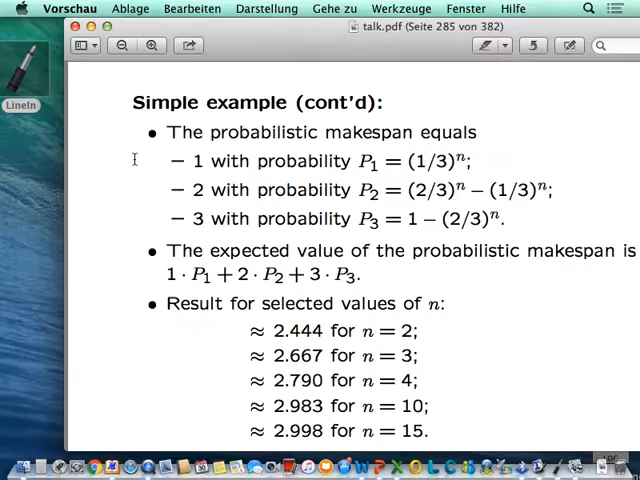 Vorschau Ablage Bearbeiten Darstellung Gehe zu Werkzeuge Fenster Hilfe
talk.pdf (Seite 285 von 382)
LineIn
Simple example (cont'd):
• The probabilistic makespan equals
– 1 with probability P₁ = (1/3)ⁿ;
– 2 with probability P₂ = (2/3)ⁿ – (1/3)ⁿ;
– 3 with probability P₃ = 1 – (2/3)ⁿ.
• The expected value of the probabilistic makespan is
1 · P₁ + 2 · P₂ + 3 · P₃.
• Result for selected values of n:
≈ 2.444 for n = 2;
≈ 2.667 for n = 3;
≈ 2.790 for n = 4;
≈ 2.983 for n = 10;
≈ 2.998 for n = 15.